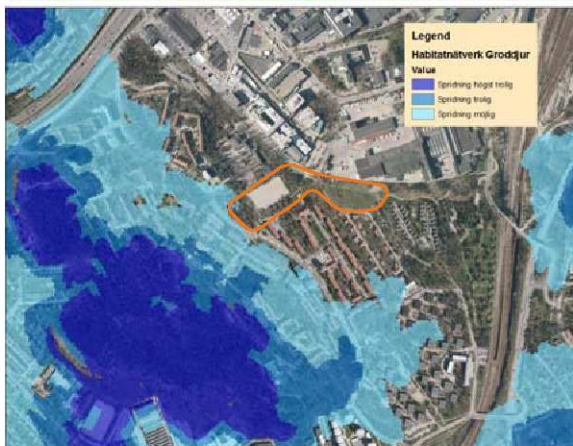 Legend
Habitatnätverk Groddjur
Value
Spridning högst trolig
Spridning trolig
Spridning möjlig